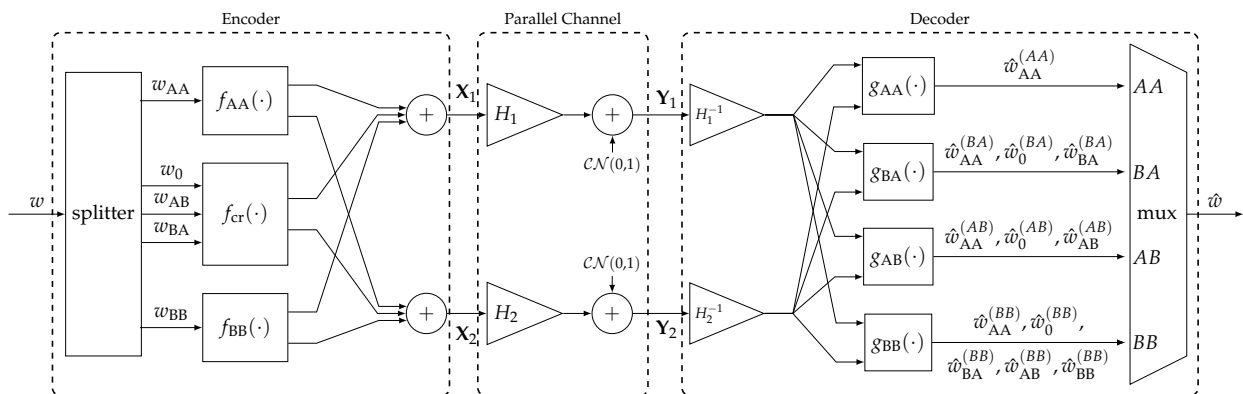 Encoder
Parallel Channel
Decoder
w
splitter
w_AA
w_0
w_AB
w_BA
w_BB
f_AA(·)
f_cr(·)
f_BB(·)
+
+
X_1
X_2
H_1
H_2
+
+
CN(0,1)
CN(0,1)
Y_1
Y_2
H_1^{-1}
H_2^{-1}
g_AA(·)
g_BA(·)
g_AB(·)
g_BB(·)
ŵ_AA^{(AA)}
ŵ_AA^{(BA)}, ŵ_0^{(BA)}, ŵ_BA^{(BA)}
ŵ_AA^{(AB)}, ŵ_0^{(AB)}, ŵ_AB^{(AB)}
ŵ_AA^{(BB)}, ŵ_0^{(BB)},
ŵ_BA^{(BB)}, ŵ_AB^{(BB)}, ŵ_BB^{(BB)}
AA
BA
mux
AB
BB
ŵ